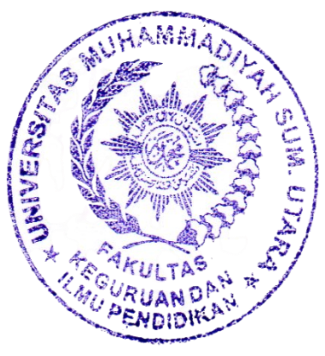 UNIVERSITAS MUHAMMADIYAH SUM. UTARA
FAKULTAS
KEGURUAN DAN
ILMU PENDIDIKAN